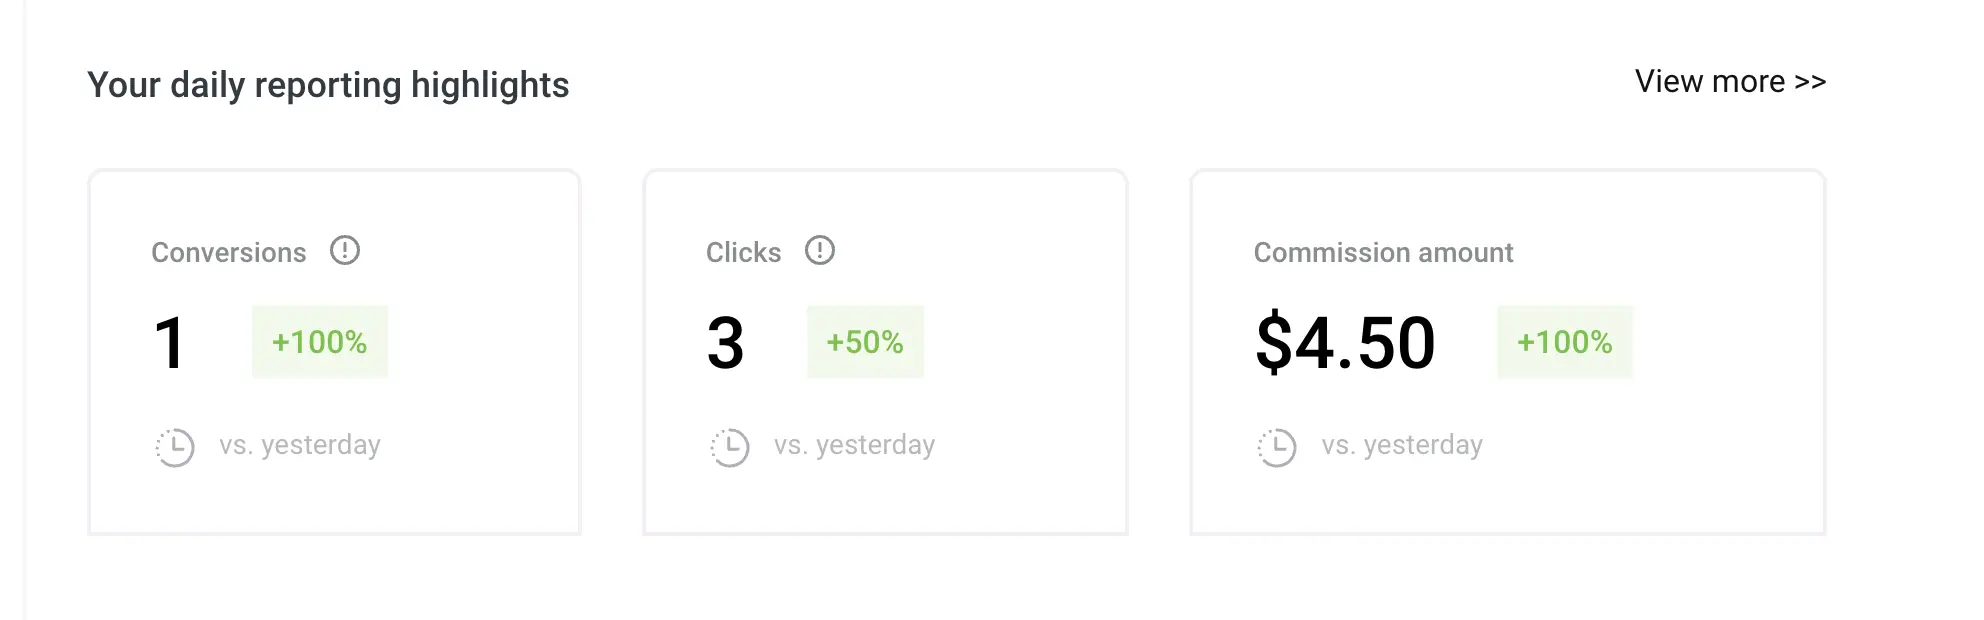 Your daily reporting highlights
View more >>
Conversions
1 +100%
vs. yesterday
Clicks
3 +50%
vs. yesterday
Commission amount
$4.50 +100%
vs. yesterday